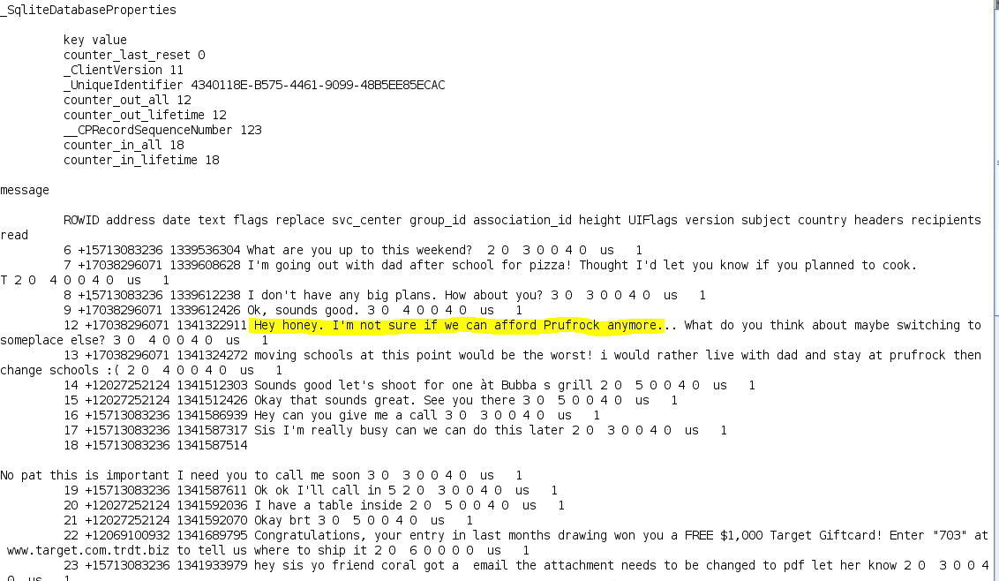 _SqliteDatabaseProperties
key value
counter_last_reset 0
_ClientVersion 11
_UniqueIdentifier 4340118E-B575-4461-9099-48B5EE85ECAC
counter_out_all 12
counter_out_lifetime 12
__CPRecordSequenceNumber 123
counter_in_all 18
counter_in_lifetime 18
message
ROWID address date text flags replace svc_center group_id association_id height UIFlags version subject country headers recipients
read
6 +15713083236 1339536304 What are you up to this weekend? 2 0 3 0 0 4 0 us 1
7 +17038296071 1339608628 I'm going out with dad after school for pizza! Thought I'd let you know if you planned to cook.
T 2 0 4 0 0 4 0 us 1
8 +15713083236 1339612238 I don't have any big plans. How about you? 3 0 3 0 0 4 0 us 1
9 +17038296071 1339612426 Ok, sounds good. 3 0 4 0 0 4 0 us 1
12 +17038296071 1341322911 Hey honey. I'm not sure if we can afford Prufrock anymore... What do you think about maybe switching to
someplace else? 3 0 4 0 0 4 0 us 1
13 +17038296071 1341324272 moving schools at this point would be the worst! i would rather live with dad and stay at prufrock then
change schools :( 2 0 4 0 0 4 0 us 1
14 +12027252124 1341512303 Sounds good let's shoot for one àt Bubba s grill 2 0 5 0 0 4 0 us 1
15 +12027252124 1341512426 Okay that sounds great. See you there 3 0 5 0 0 4 0 us 1
16 +15713083236 1341586939 Hey can you give me a call 3 0 3 0 0 4 0 us 1
17 +15713083236 1341587317 Sis I'm really busy can we can do this later 2 0 3 0 0 4 0 us 1
18 +15713083236 1341587514
No pat this is important I need you to call me soon 3 0 3 0 0 4 0 us 1
19 +15713083236 1341587611 Ok ok I'll call in 5 2 0 3 0 0 4 0 us 1
20 +12027252124 1341592036 I have a table inside 2 0 5 0 0 4 0 us 1
21 +12027252124 1341592070 Okay brt 3 0 5 0 0 4 0 us 1
22 +12069100932 1341689795 Congratulations, your entry in last months drawing won you a FREE $1,000 Target Giftcard! Enter "703" at
www.target.com.trdt.biz to tell us where to ship it 2 0 6 0 0 0 0 us 1
23 +15713083236 1341933979 hey sis yo friend coral got a email the attachment needs to be changed to pdf let her know 2 0 3 0 0 4
0 us 1